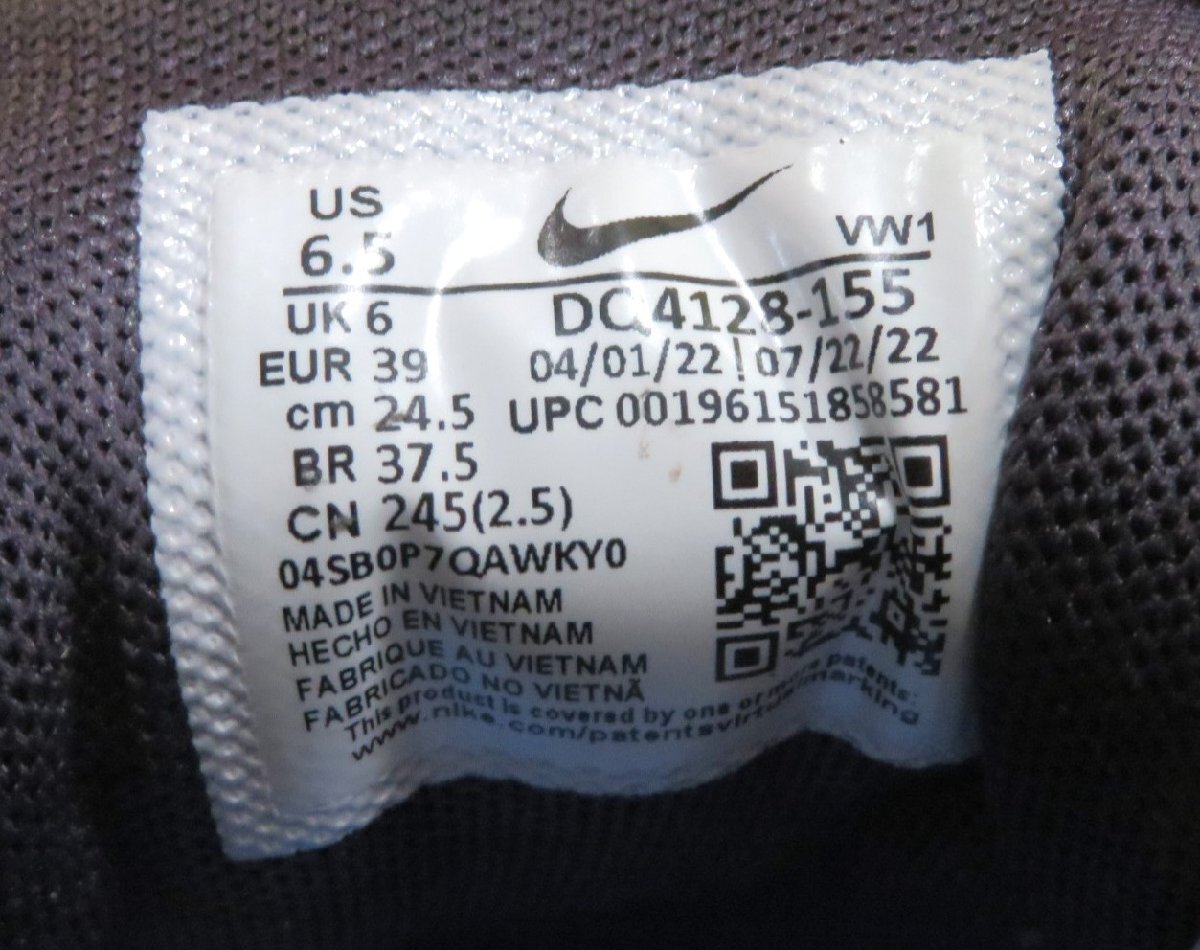 US
6.5
VW1
UK 6
DQ4128-155
EUR 39
04/01/22 | 07/22/22
cm 24.5
UPC 00196151858581
BR 37.5
CN 245(2.5)
04SB0P7QAWKY0
MADE IN VIETNAM
HECHO EN VIETNAM
FABRIQUE AU VIETNAM
FABRICADO NO VIETNÃ
This product is covered by one or more patents:
www.nike.com/patentsvirtualmarking